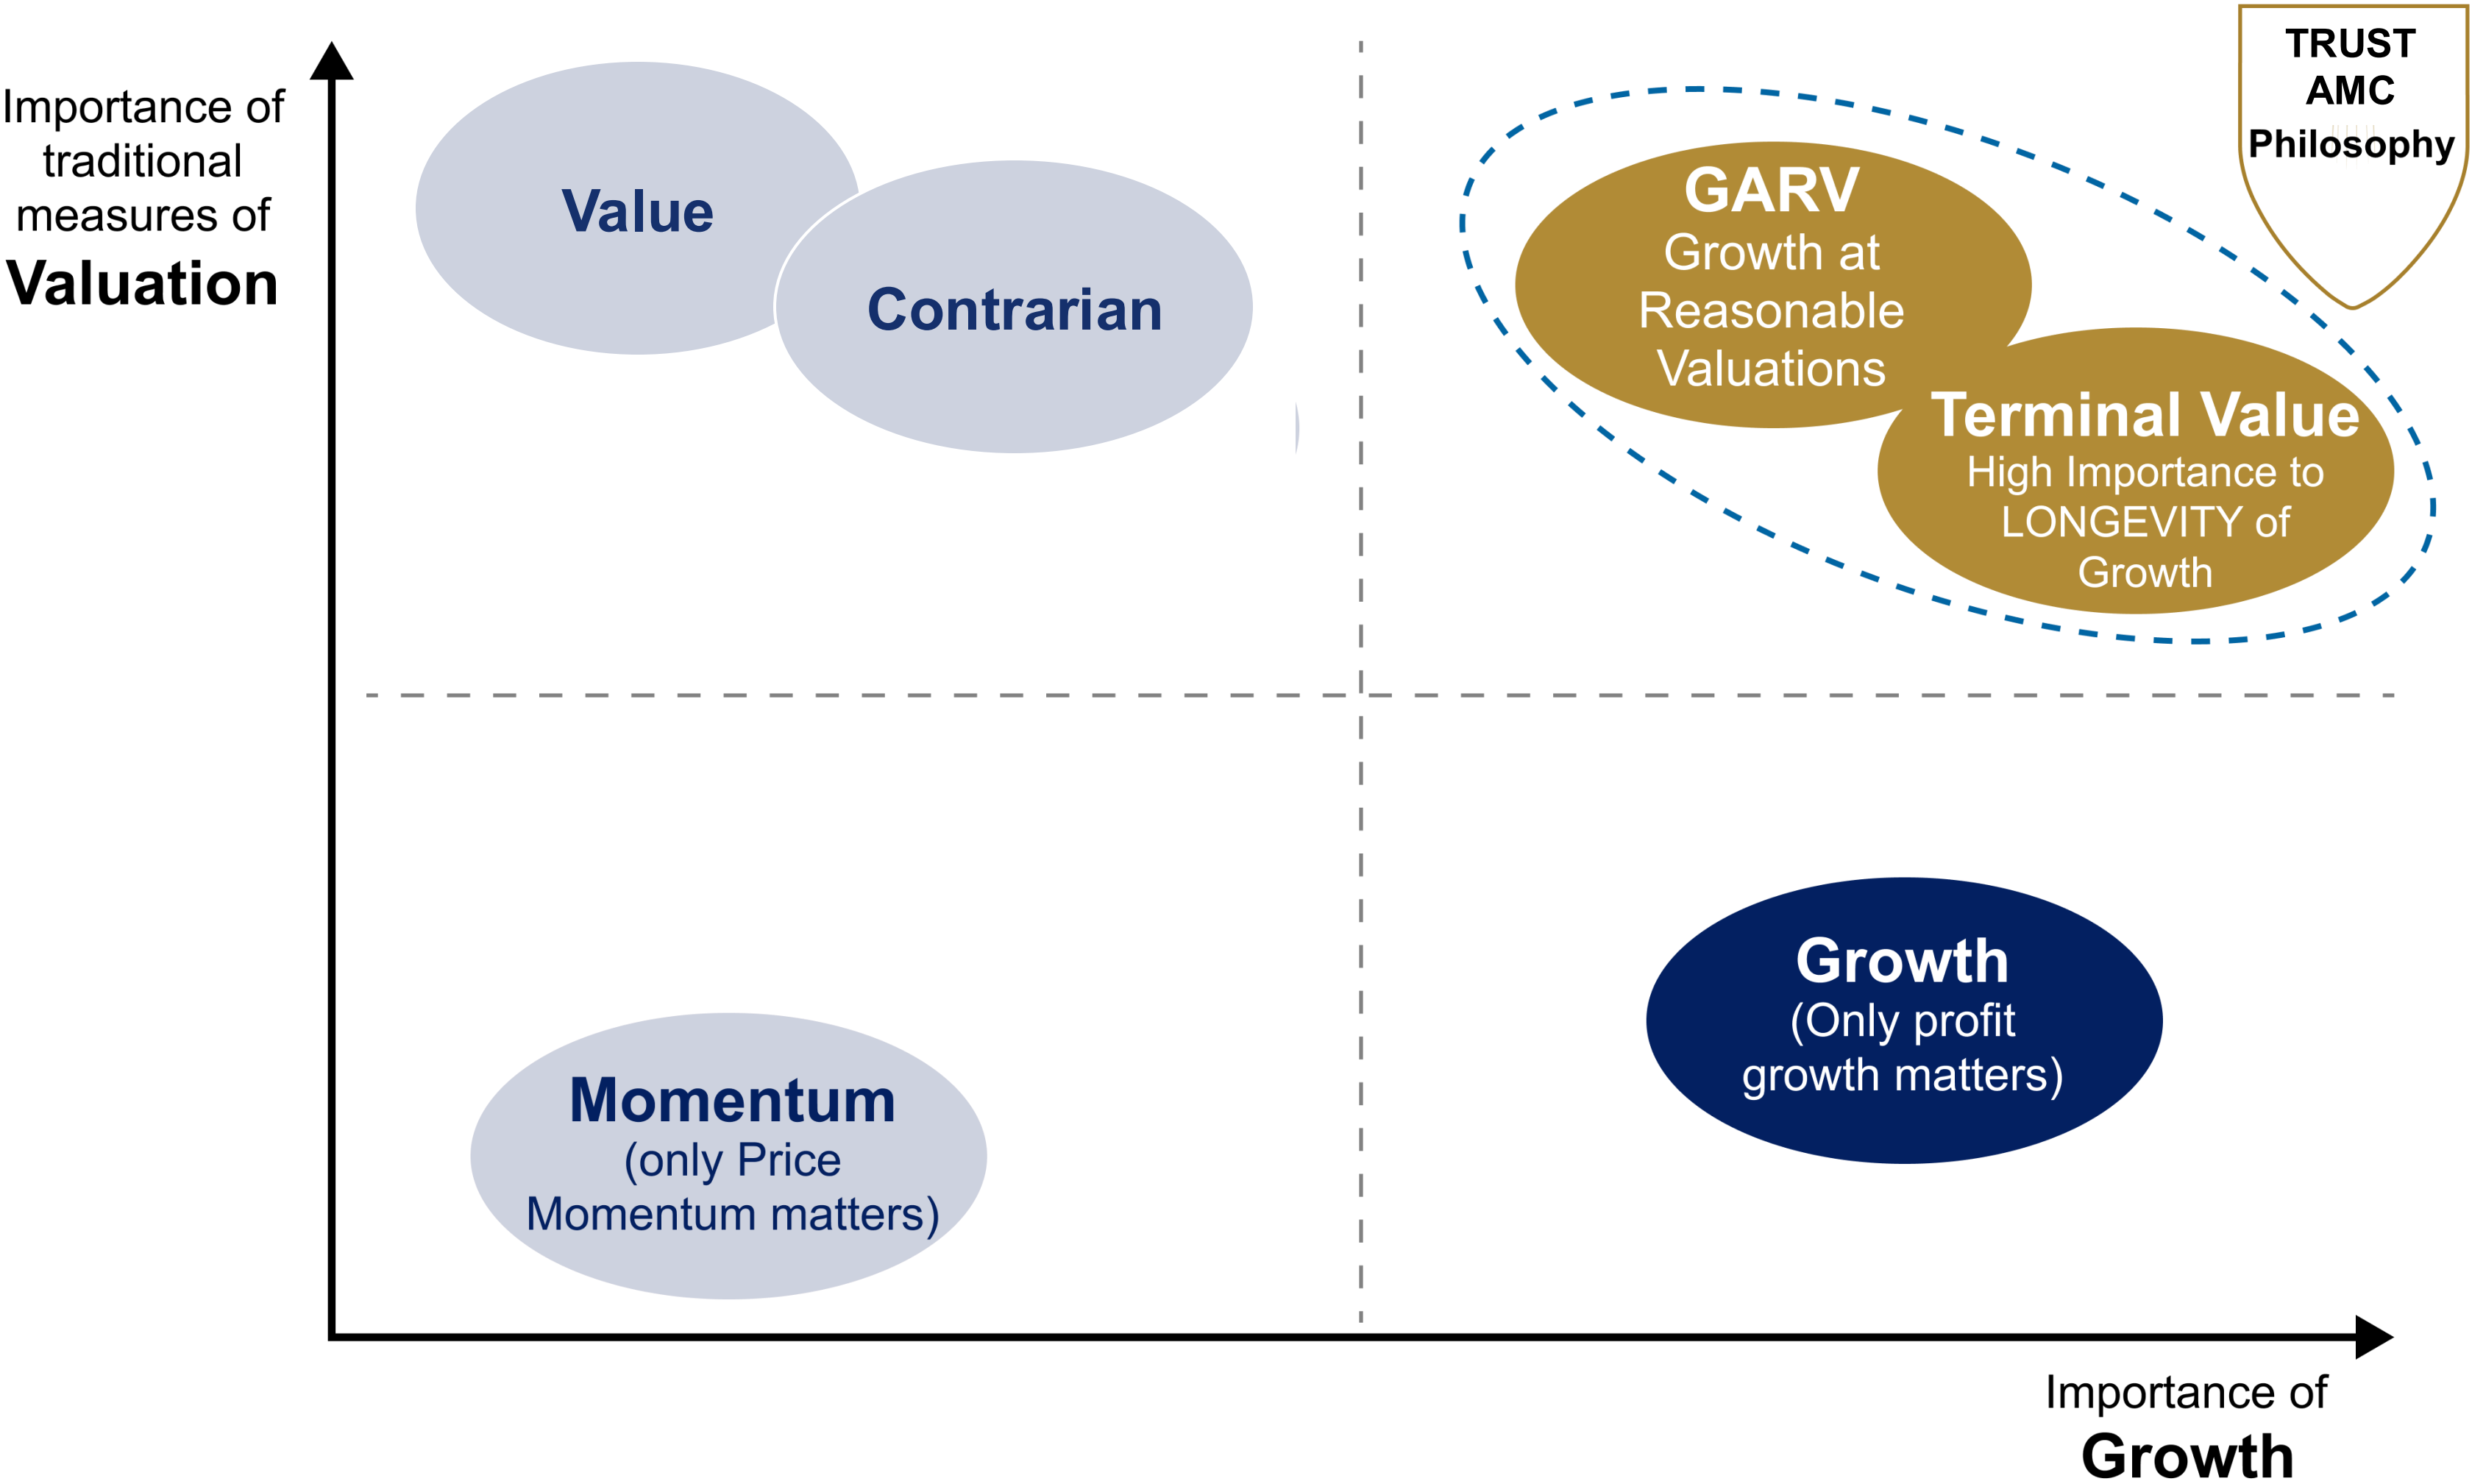 Importance of
traditional
measures of
Valuation
Value
Contrarian
GARV
Growth at
Reasonable
Valuations
Terminal Value
High Importance to
LONGEVITY of
Growth
TRUST
AMC
Philosophy
Momentum
(only Price
Momentum matters)
Growth
(Only profit
growth matters)
Importance of
Growth